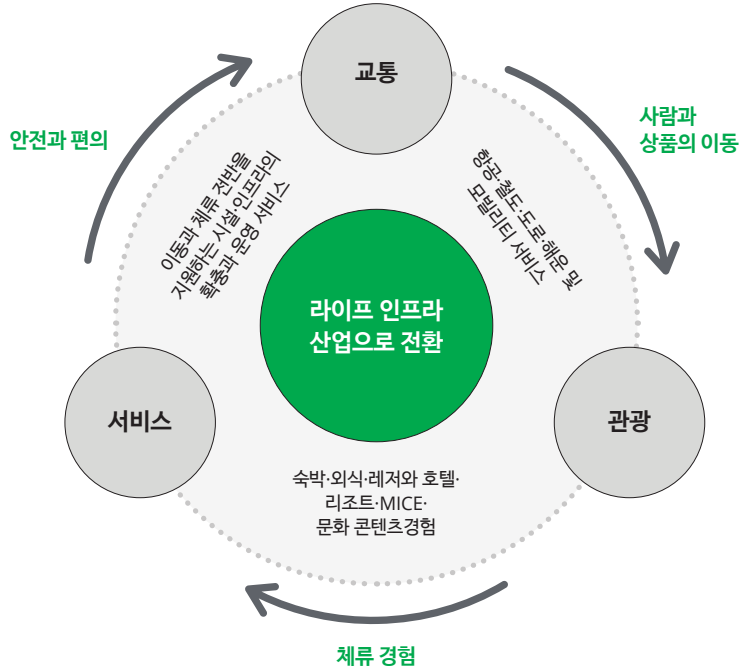 교통
안전과 편의
사람과
상품의 이동
이동과 체류 전반을
지원하는 시설·인프라의
확충과 운영 서비스
항공·철도·도로·해운 및
모빌리티 서비스
라이프 인프라
산업으로 전환
서비스
관광
숙박·외식·레저와 호텔·
리조트·MICE·
문화 콘텐츠경험
체류 경험